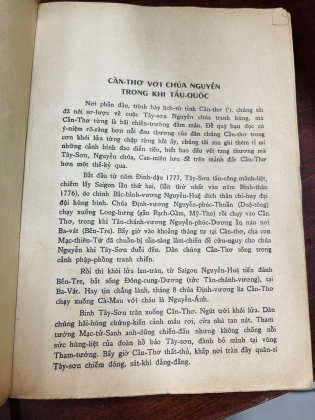 CẦN-THƠ VỚI CHÚA NGUYỄN
TRONG KHI TẨU-QUỐC
Nơi phần đầu, trình bày lịch-sử tỉnh Cần-thơ (¹), chúng tôi
đã nói sơ-lược về cuộc Tây-sơn Nguyễn chúa tranh hùng, mà
Cần-Thơ từng là bãi chiến-trường đẫm máu. Để quý bạn đọc có
ý-niệm rõ-ràng hơn nỗi đau thương của dân chúng Cần-thơ trong
cơn khói lửa từng chập từng hồi ấy, chúng tôi xin ghi thêm tỉ mỉ
những cảnh binh đao diễn tiến, biết bao dấu vết tang thương mà
Tây-Sơn, Nguyễn chúa, Cao-miên lưu để trên mảnh đất Cần-Thơ
hơn một thế-kỷ qua.
Bắt đầu từ năm Đinh-dậu 1777, Tây-sơn tấn-công mãnh-liệt,
chiếm lấy Saigon lần thứ hai, (lần thứ nhất vào năm Bính-thân
1776), do chính Bắc-bình-vương Nguyễn-Huệ đích thân chỉ-huy đại
đội hùng binh. Chúa Định-vương Nguyễn-phúc-Thuần (Duệ-tông)
chạy xuống Long-hưng (gần Rạch-Gầm, Mỹ-Tho) rồi chạy vào Cần
Thơ, trong khi Tân-chánh-vương Nguyễn-phúc-Dương ẩn náu nơi
Ba-vát (Bến-Tre). Bấy giờ vào khoảng tháng tư tại Cần-thơ, cha con
Mạc-thiên-Tứ đã chuẩn-bị sẵn-sàng lâm-chiến để cứu-nguy cho chúa
Nguyễn khi Tây-Sơn đuổi đến. Dân chúng Cần-thơ sống trong
cảnh phập-phồng tranh chiến.
Rồi thì khói lửa lan-tràn, từ Saigon Nguyễn-Huệ tiến đánh
Bến-Tre, bắt sống Đông-cung-Dương (tức Tân-chánh-vương), tại
Ba-Vát. Hay tin chẳng lành, tháng 8 chúa Định-vương lìa Cần-Thơ
chạy xuống Cà-Mau với cháu là Nguyễn-Ánh.
Binh Tây-Sơn tràn xuống Cần-Thơ. Ngút trời khói lửa. Dân
chúng hãi-hùng chứng-kiến cảnh máu rơi, cửa nhà tan nát. Tham
tướng Mạc-tử-Sanh anh-dũng chiến-đấu nhưng không chống nổi
sức hùng-liệt của đoàn hổ báo Tây-sơn, đành bỏ mình tại vùng
Tham-tướng. Bấy giờ Cần-Thơ thất-thủ, khắp nơi tràn đầy quân-sĩ
Tây-sơn chiếm đóng, sát-khí đằng-đằng.